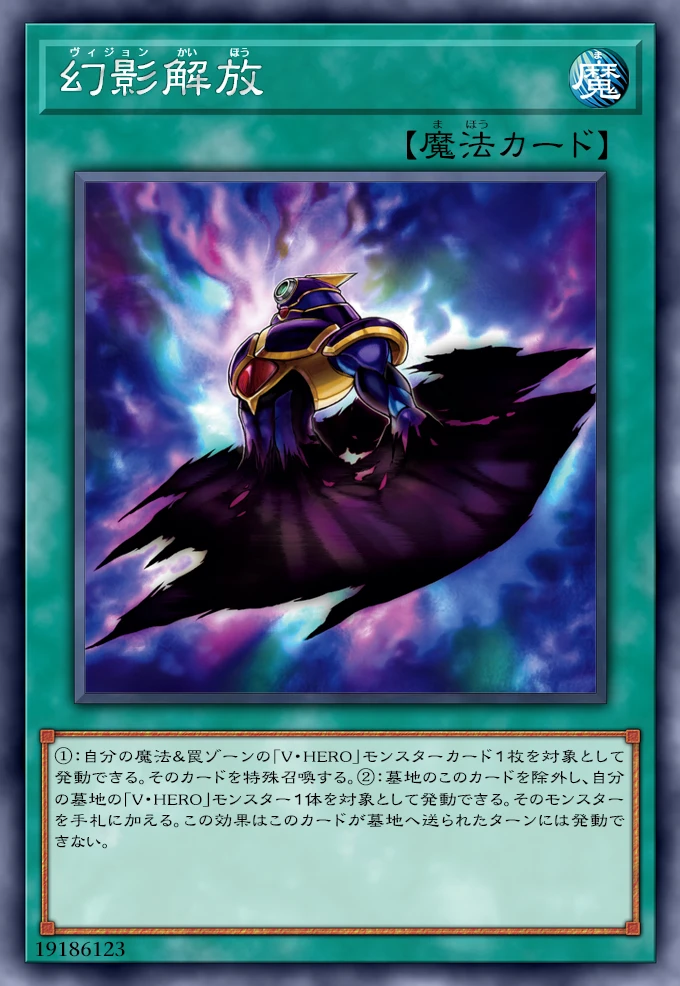 ヴィジョン かい ほう
幻影解放
ま
魔
ま ほう
【魔法カード】
①：自分の魔法&罠ゾーンの「V・HERO」モンスターカード1枚を対象として
発動できる。そのカードを特殊召喚する。②：墓地のこのカードを除外し、自分
の墓地の「V・HERO」モンスター1体を対象として発動できる。そのモンスター
を手札に加える。この効果はこのカードが墓地へ送られたターンには発動で
きない。
19186123